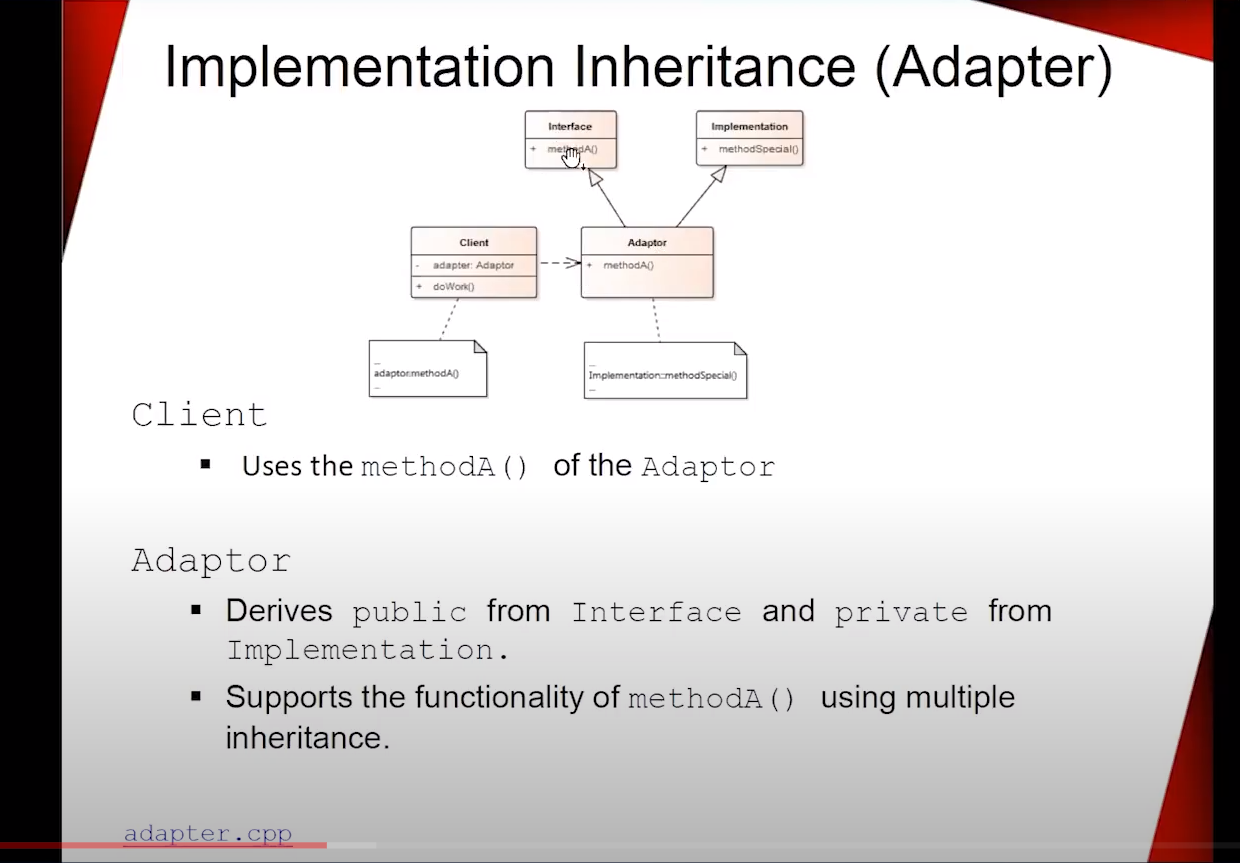 Implementation Inheritance (Adapter)
Interface
Implementation
+ methodA()
+ methodSpecial()
Client
Adaptor
- adapter: Adaptor
+ methodA()
+ doWork()
adaptor:methodA()
Implementation::methodSpecial()
Client
▪ Uses the methodA() of the Adaptor
Adaptor
▪ Derives public from Interface and private from
Implementation.
▪ Supports the functionality of methodA() using multiple
inheritance.
adapter.cpp